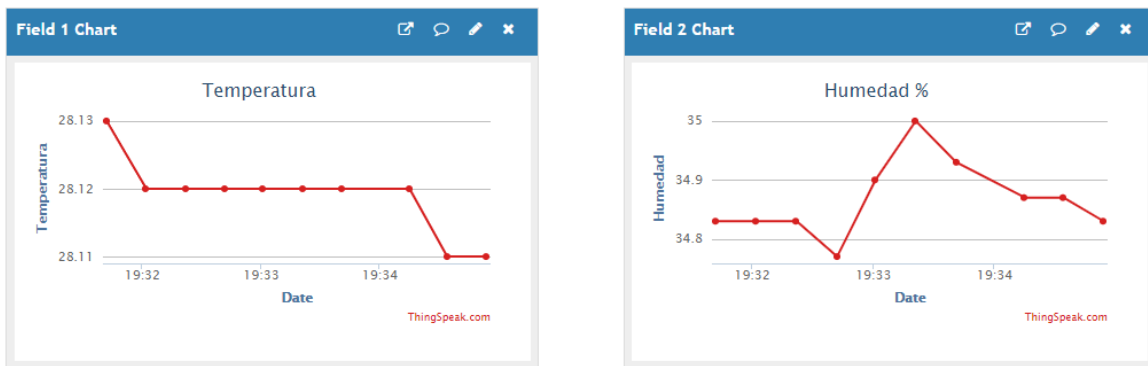 Field 1 Chart
Temperatura
28.13
28.12
28.11
Temperatura
19:32 19:33 19:34
Date
ThingSpeak.com
Field 2 Chart
Humedad %
35
34.9
34.8
Humedad
19:32 19:33 19:34
Date
ThingSpeak.com